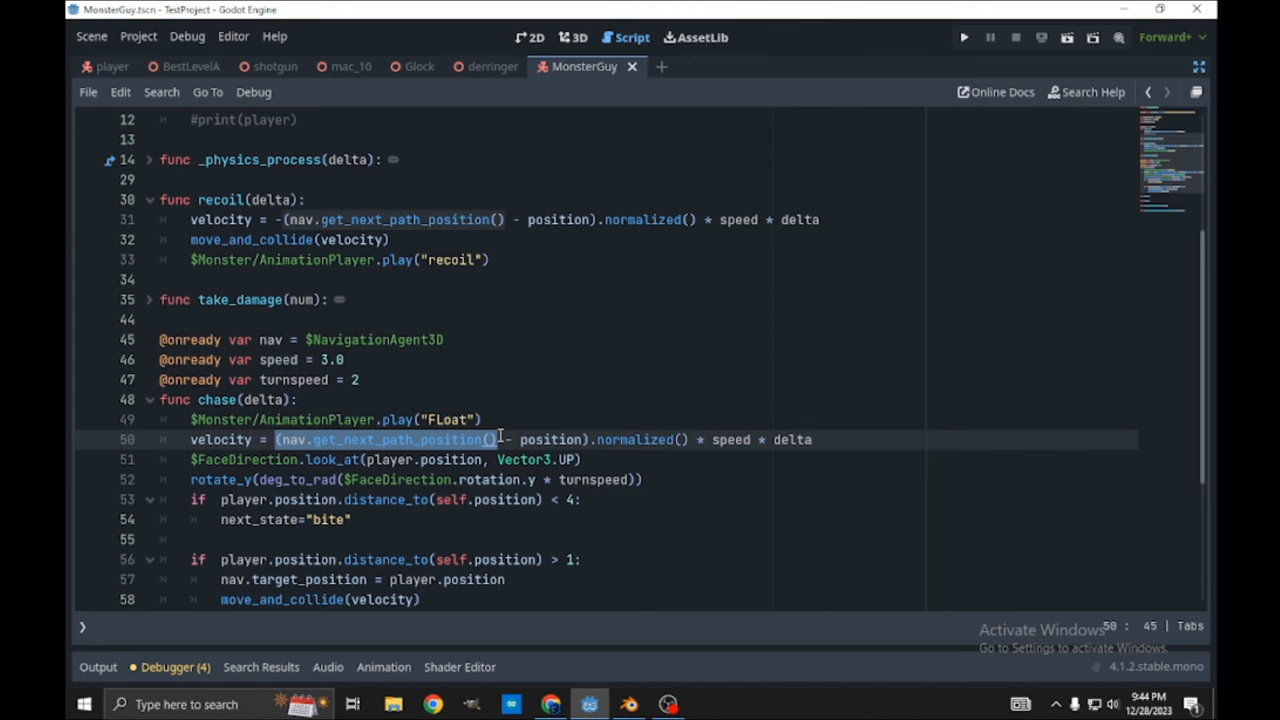 MonsterGuy.tscn - TestProject - Godot Engine
Scene Project Debug Editor Help
2D 3D Script AssetLib
Forward+
player BestLevelA shotgun mac_10 Glock derringer MonsterGuy
File Edit Search Go To Debug
Online Docs Search Help
12 #print(player)
13
14 func _physics_process(delta):
29
30 func recoil(delta):
31 velocity = -(nav.get_next_path_position() - position).normalized() * speed * delta
32 move_and_collide(velocity)
33 $Monster/AnimationPlayer.play("recoil")
34
35 func take_damage(num):
44
45 @onready var nav = $NavigationAgent3D
46 @onready var speed = 3.0
47 @onready var turnspeed = 2
48 func chase(delta):
49 $Monster/AnimationPlayer.play("FLoat")
50 velocity = (nav.get_next_path_position() - position).normalized() * speed * delta
51 $FaceDirection.look_at(player.position, Vector3.UP)
52 rotate_y(deg_to_rad($FaceDirection.rotation.y * turnspeed))
53 if player.position.distance_to(self.position) < 4:
54 next_state="bite"
55
56 if player.position.distance_to(self.position) > 1:
57 nav.target_position = player.position
58 move_and_collide(velocity)
50 : 45 | Tabs
Activate Windows
Go to Settings to activate Windows.
Output Debugger (4) Search Results Audio Animation Shader Editor
4.1.2.stable.mono
Type here to search
9:44 PM
12/28/2023
1